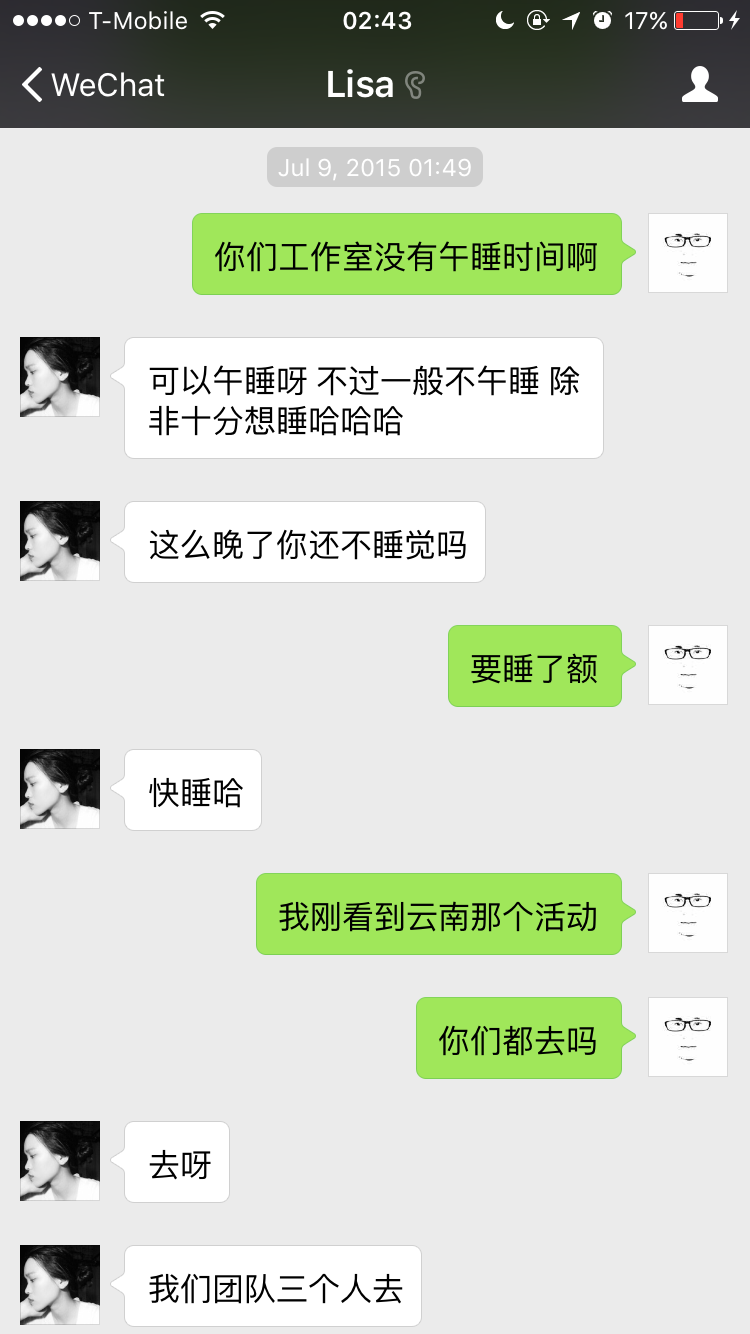 T-Mobile 02:43 17%
WeChat Lisa
Jul 9, 2015 01:49
你们工作室没有午睡时间啊
可以午睡呀 不过一般不午睡 除
非十分想睡哈哈哈
这么晚了你还不睡觉吗
要睡了额
快睡哈
我刚看到云南那个活动
你们都去吗
去呀
我们团队三个人去